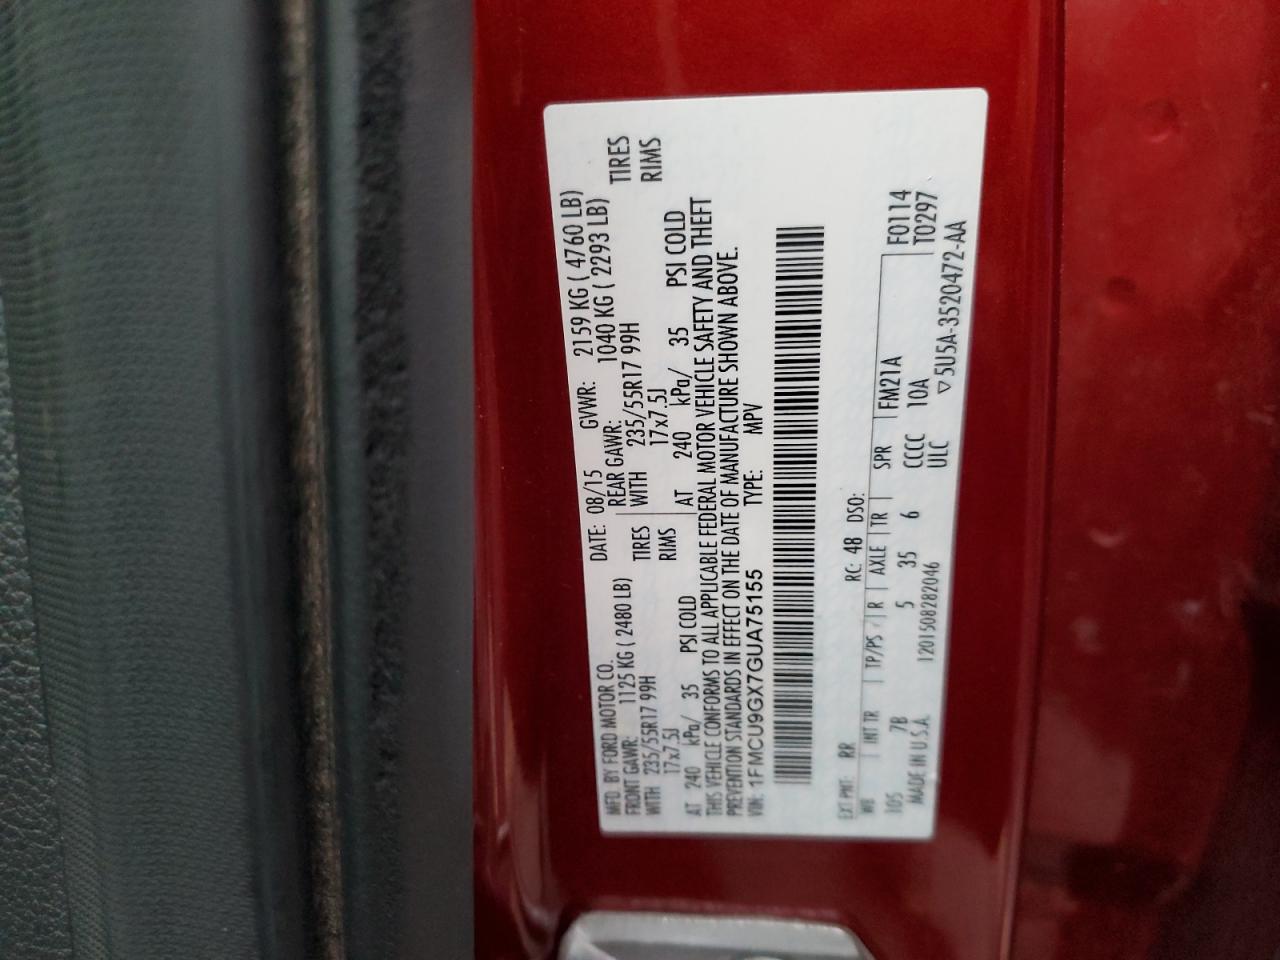 MFD. BY FORD MOTOR CO.
DATE: 08/15 GVWR: 2159 KG ( 4760 LB)
FRONT GAWR: 1125 KG ( 2480 LB) REAR GAWR: 1040 KG ( 2293 LB)
WITH 235/55R17 99H TIRES WITH 235/55R17 99H TIRES
17x7.5J RIMS 17x7.5J RIMS
AT 240 kPa/ 35 PSI COLD AT 240 kPa/ 35 PSI COLD
THIS VEHICLE CONFORMS TO ALL APPLICABLE FEDERAL MOTOR VEHICLE SAFETY AND THEFT
PREVENTION STANDARDS IN EFFECT ON THE DATE OF MANUFACTURE SHOWN ABOVE.
VIN: 1FMCU9GX7GUA75155 TYPE: MPV
EXT PNT: RR RC: 48 DSO: F0114
WB INT TR TP/PS R AXLE TR SPR FM21A T0297
105 7B 5 35 6 CCCC 10A
MADE IN U.S.A. 1201508282046 ULC ▽5U5A-3520472-AA